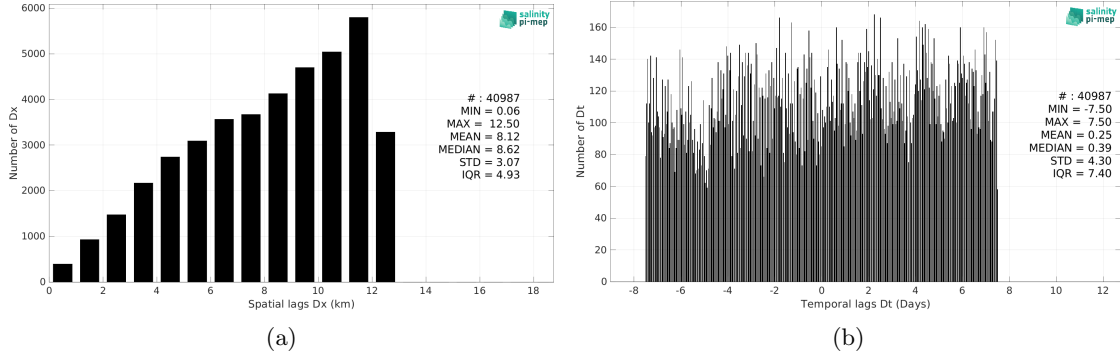 salinity
pi-mep
6000
5000
4000
3000
2000
1000
0
Number of Dx
# : 40987
MIN = 0.06
MAX = 12.50
MEAN = 8.12
MEDIAN = 8.62
STD = 3.07
IQR = 4.93
0 2 4 6 8 10 12 14 16 18
Spatial lags Dx (km)
(a)
salinity
pi-mep
160
140
120
100
80
60
40
20
0
Number of Dt
# : 40987
MIN = -7.50
MAX = 7.50
MEAN = 0.25
MEDIAN = 0.39
STD = 4.30
IQR = 7.40
-8 -6 -4 -2 0 2 4 6 8 10 12
Temporal lags Dt (Days)
(b)